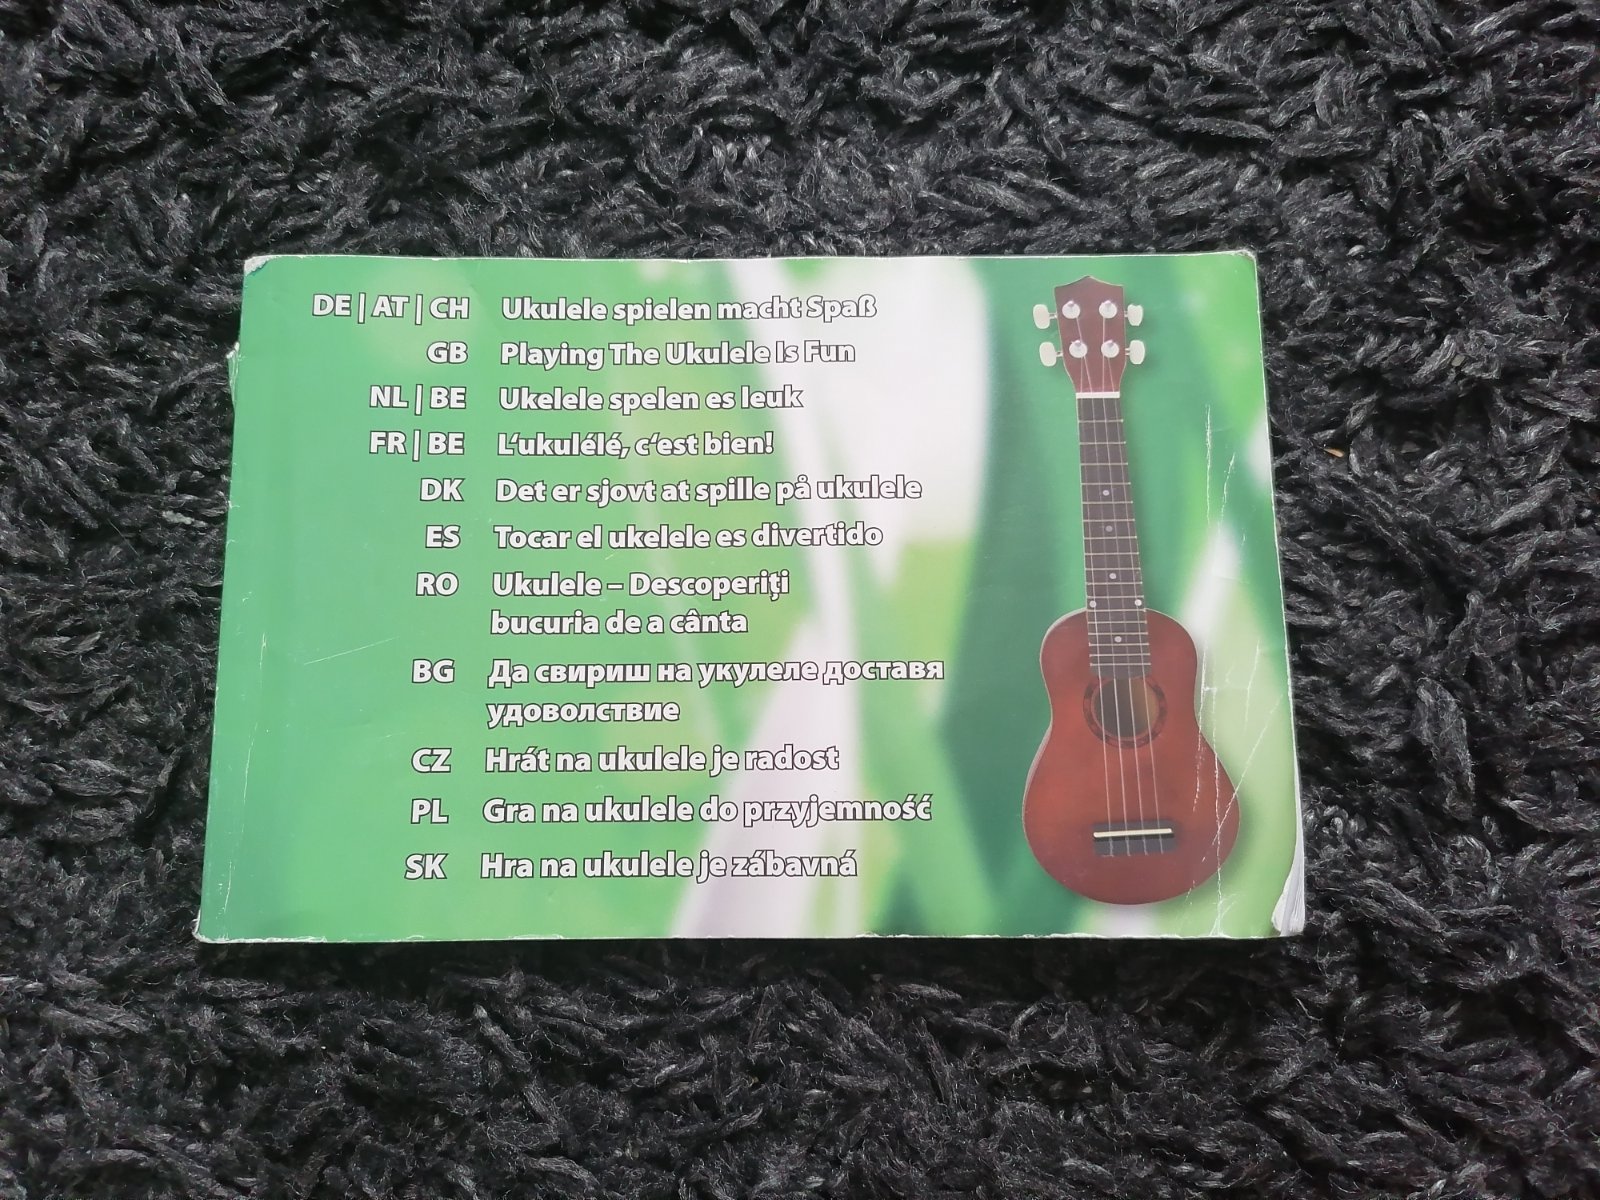 DE | AT | CH Ukulele spielen macht Spaß
GB Playing The Ukulele Is Fun
NL | BE Ukelele spelen es leuk
FR | BE L‘ukulélé, c‘est bien!
DK Det er sjovt at spille på ukulele
ES Tocar el ukelele es divertido
RO Ukulele – Descoperiţi
bucuria de a cânta
BG Да свириш на укулеле доставя
удоволствие
CZ Hrát na ukulele je radost
PL Gra na ukulele do przyjemność
SK Hra na ukulele je zábavná